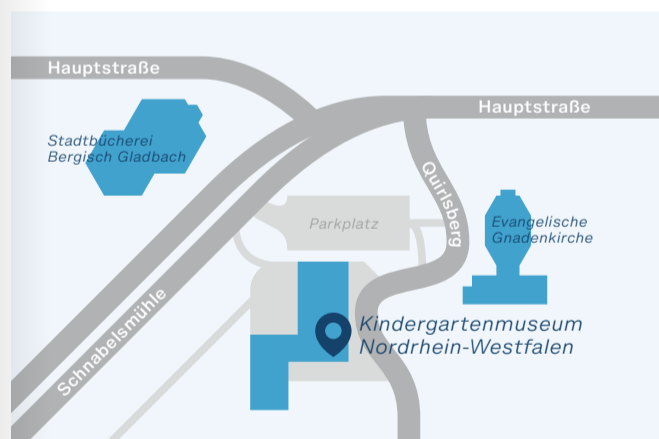 Hauptstraße
Hauptstraße
Stadtbücherei
Bergisch Gladbach
Quirlsberg
Parkplatz
Evangelische
Gnadenkirche
Schnabelsmühle
Kindergartenmuseum
Nordrhein-Westfalen